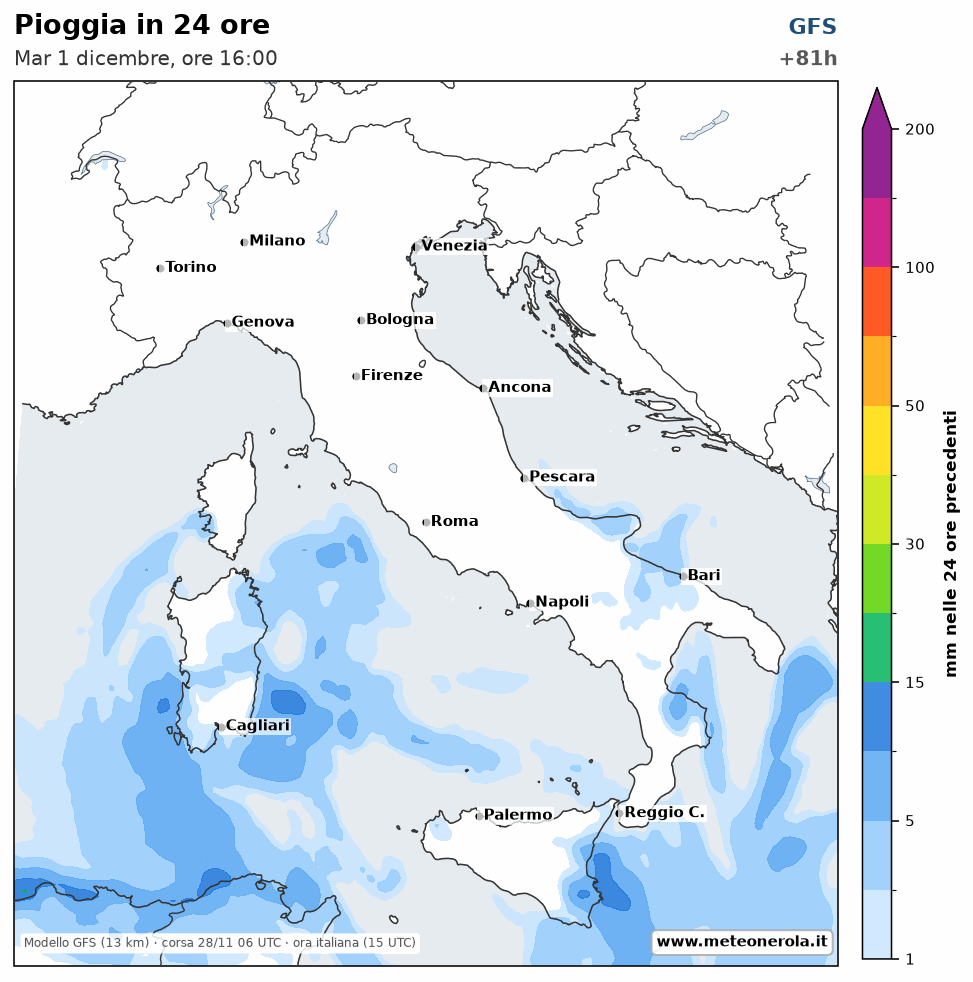 Pioggia in 24 ore
GFS
Mar 1 dicembre, ore 16:00
+81h
200
100
50
30
15
5
1
mm nelle 24 ore precedenti
Milano
Venezia
Torino
Genova
Bologna
Firenze
Ancona
Pescara
Roma
Bari
Napoli
Cagliari
Palermo
Reggio C.
Modello GFS (13 km) · corsa 28/11 06 UTC · ora italiana (15 UTC)
www.meteonerola.it